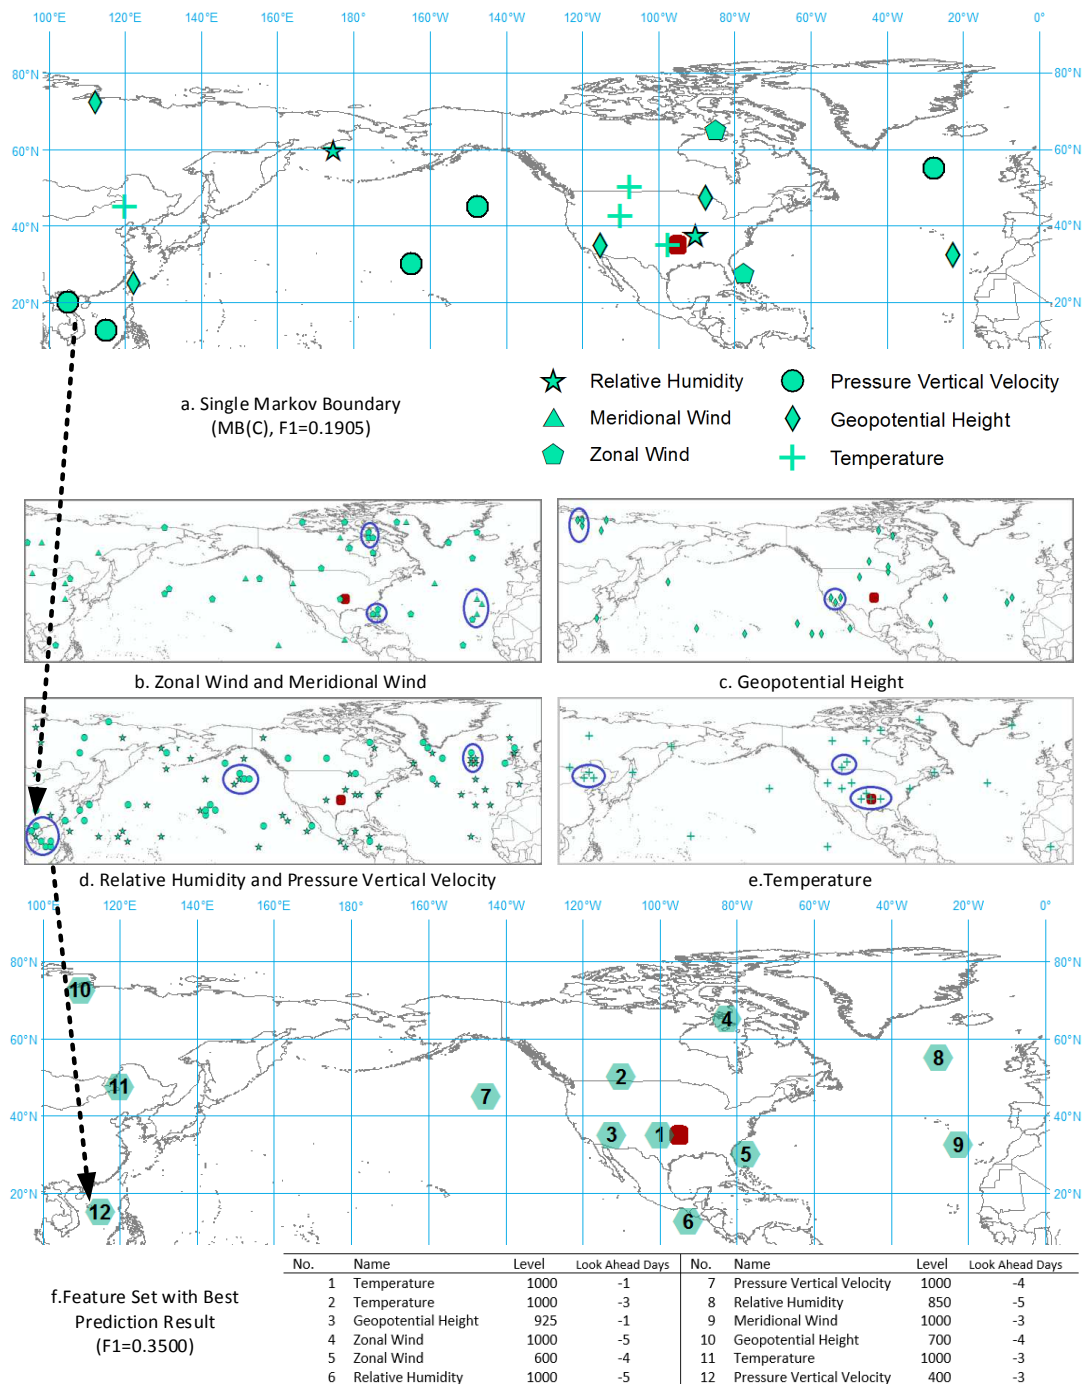 100°E 120°E 140°E 160°E 180° 160°W 140°W 120°W 100°W 80°W 60°W 40°W 20°W 0°
80°N 80°N
60°N 60°N
40°N 40°N
20°N 20°N
a. Single Markov Boundary
(MB(C), F1=0.1905)
Relative Humidity Pressure Vertical Velocity
Meridional Wind Geopotential Height
Zonal Wind Temperature
b. Zonal Wind and Meridional Wind c. Geopotential Height
d. Relative Humidity and Pressure Vertical Velocity e.Temperature
100°E 120°E 140°E 160°E 180° 160°W 140°W 120°W 100°W 80°W 60°W 40°W 20°W 0°
80°N 80°N
10
4
60°N 60°N
8
2
11
7
40°N 40°N
3 1
9
5
20°N 20°N
12
6
f.Feature Set with Best
Prediction Result
(F1=0.3500)
No. Name Level Look Ahead Days No. Name Level Look Ahead Days
1 Temperature 1000 -1 7 Pressure Vertical Velocity 1000 -4
2 Temperature 1000 -3 8 Relative Humidity 850 -5
3 Geopotential Height 925 -1 9 Meridional Wind 1000 -3
4 Zonal Wind 1000 -5 10 Geopotential Height 700 -4
5 Zonal Wind 600 -4 11 Temperature 1000 -3
6 Relative Humidity 1000 -5 12 Pressure Vertical Velocity 400 -3